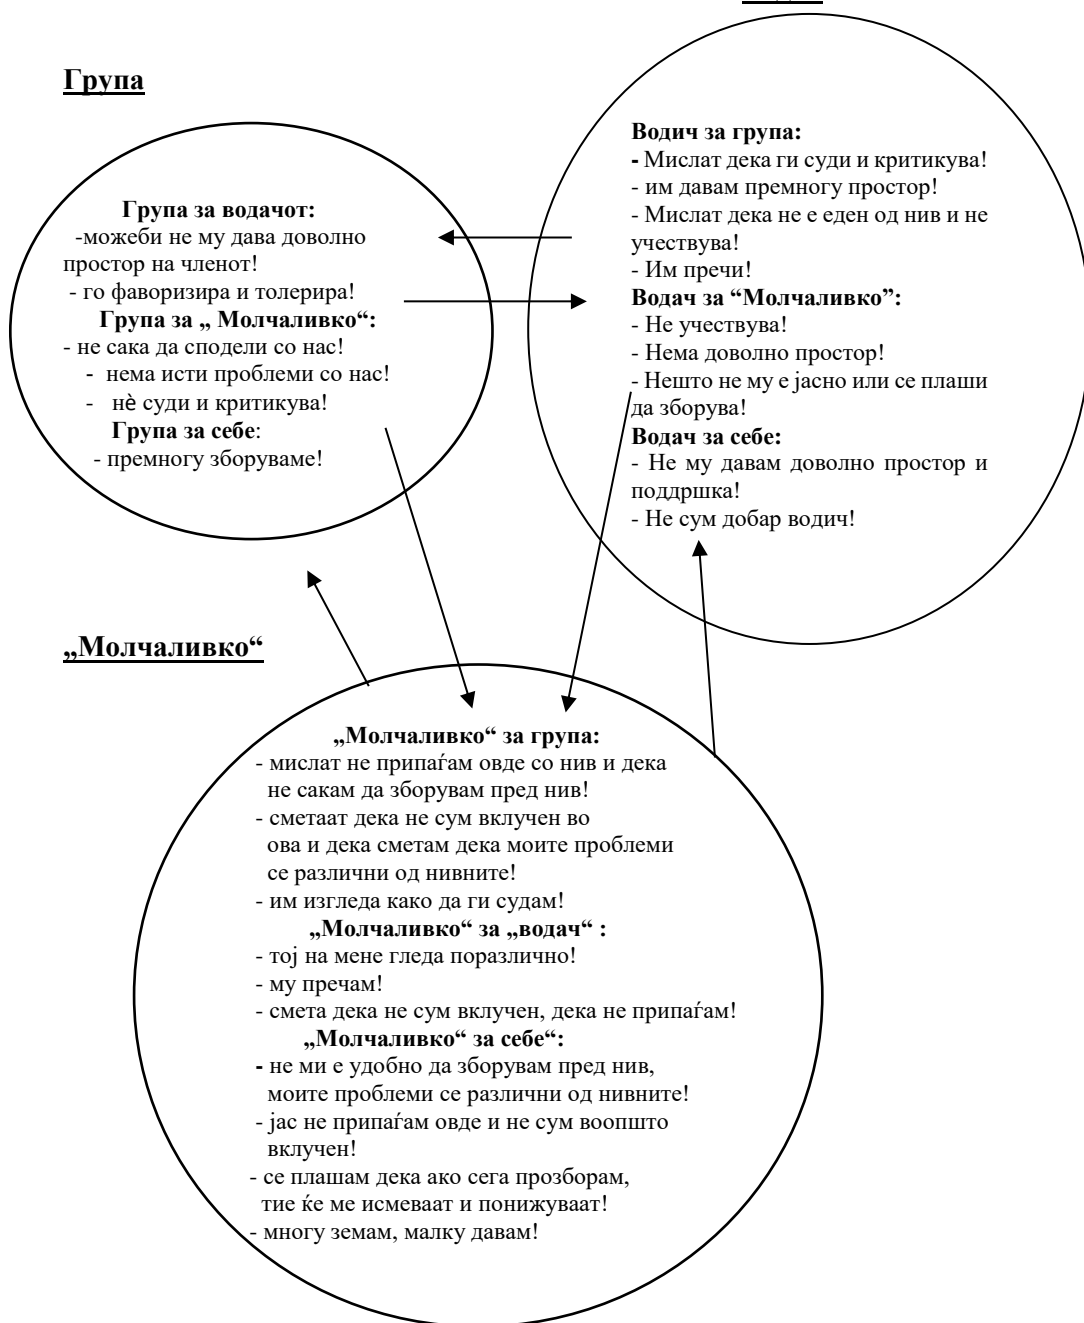 Група
Група за водачот:
-можеби не му дава доволно
простор на членот!
- го фаворизира и толерира!
Група за „ Молчаливко“:
- не сака да сподели со нас!
- нема исти проблеми со нас!
- нѐ суди и критикува!
Група за себе:
- премногу зборуваме!
Водич за група:
- Мислат дека ги суди и критикува!
- им давам премногу простор!
- Мислат дека не е еден од нив и не
учествува!
- Им пречи!
Водач за “Молчаливко”:
- Не учествува!
- Нема доволно простор!
- Нешто не му е јасно или се плаши
да зборува!
Водач за себе:
- Не му давам доволно простор и
поддршка!
- Не сум добар водич!
„Молчаливко“
„Молчаливко“ за група:
- мислат не припаѓам овде со нив и дека
не сакам да зборувам пред нив!
- сметаат дека не сум вклучен во
ова и дека сметам дека моите проблеми
се различни од нивните!
- им изгледа како да ги судам!
„Молчаливко“ за „водач“ :
- тој на мене гледа поразлично!
- му пречам!
- смета дека не сум вклучен, дека не припаѓам!
„Молчаливко“ за себе“:
- не ми е удобно да зборувам пред нив,
моите проблеми се различни од нивните!
- јас не припаѓам овде и не сум воопшто
вклучен!
- се плашам дека ако сега прозборам,
тие ќе ме исмеваат и понижуваат!
- многу земам, малку давам!